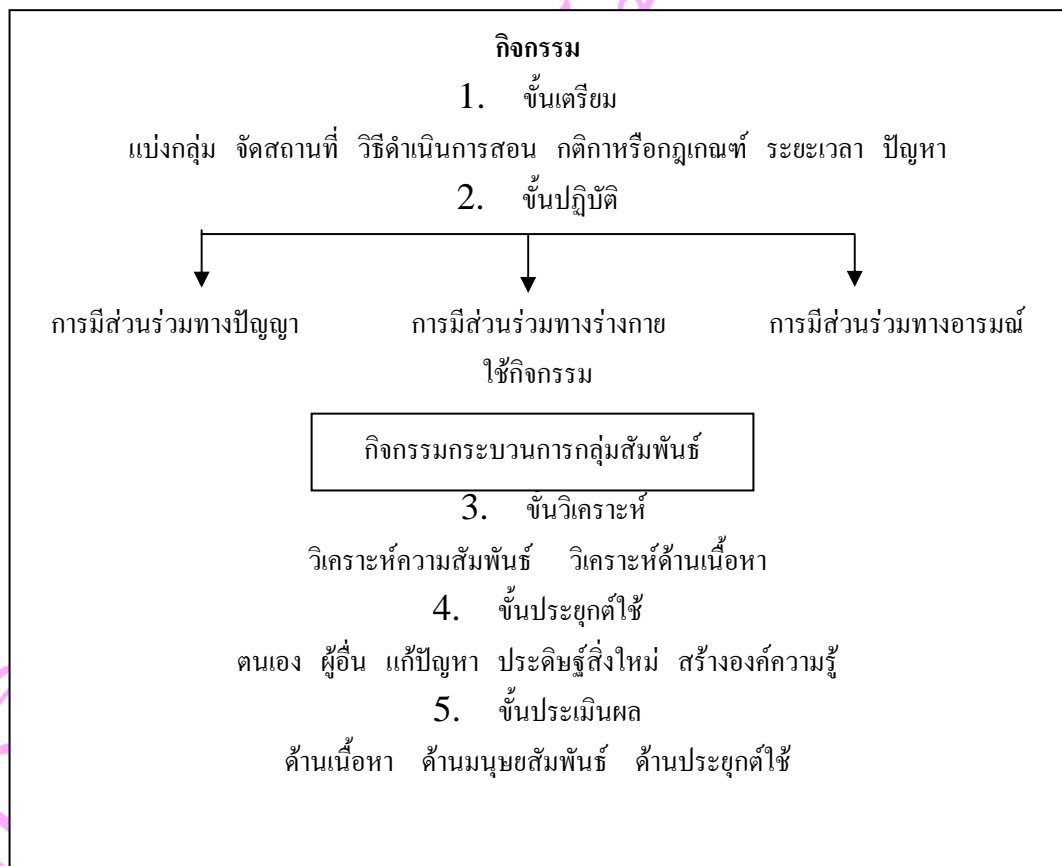 กิจกรรม
1. ขั้นเตรียม
แบ่งกลุ่ม จัดสถานที่ วิธีดำเนินการสอน กติกาหรือกฎเกณฑ์ ระยะเวลา ปัญหา
2. ขั้นปฏิบัติ
การมีส่วนร่วมทางปัญญา การมีส่วนร่วมทางร่างกาย การมีส่วนร่วมทางอารมณ์
ใช้กิจกรรม
กิจกรรมกระบวนการกลุ่มสัมพันธ์
3. ขั้นวิเคราะห์
วิเคราะห์ความสัมพันธ์ วิเคราะห์ด้านเนื้อหา
4. ขั้นประยุกต์ใช้
ตนเอง ผู้อื่น แก้ปัญหา ประดิษฐ์สิ่งใหม่ สร้างองค์ความรู้
5. ขั้นประเมินผล
ด้านเนื้อหา ด้านมนุษยสัมพันธ์ ด้านประยุกต์ใช้